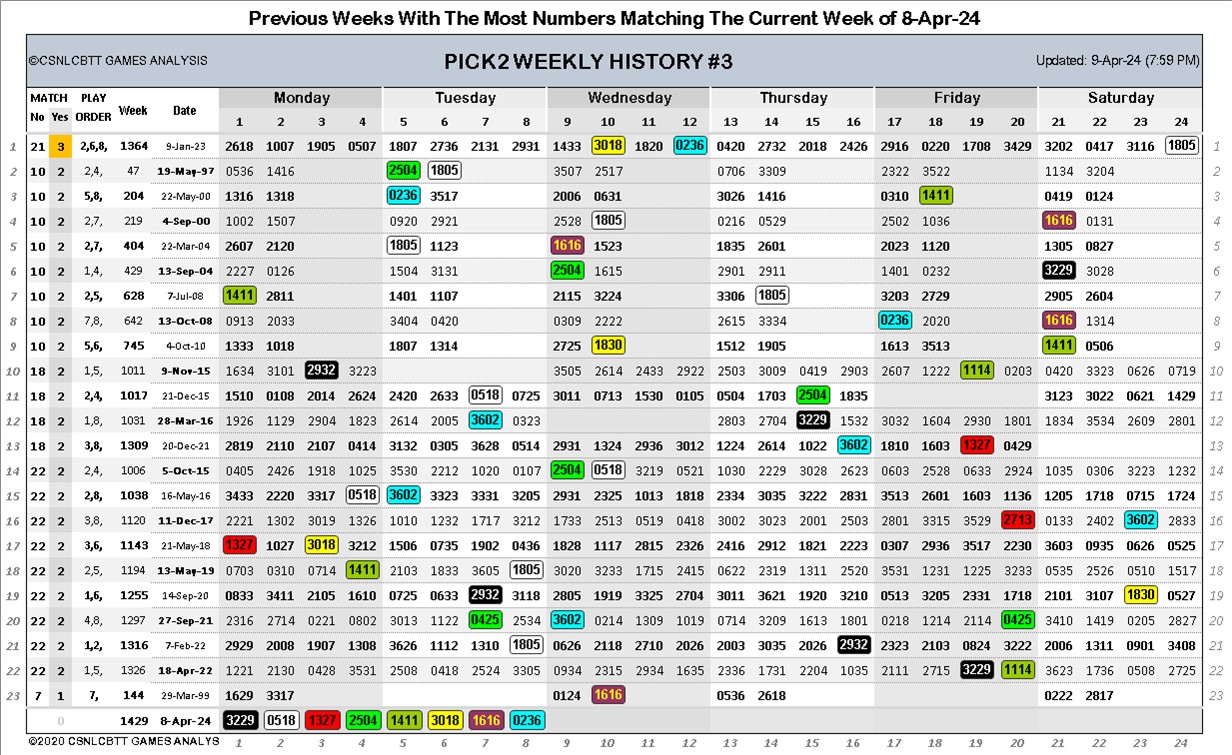 Previous Weeks With The Most Numbers Matching The Current Week of 8-Apr-24
©CSNLCBTT GAMES ANALYSIS PICK2 WEEKLY HISTORY #3 Updated: 9-Apr-24 (7:59 PM)
MATCH PLAY Week Date Monday Tuesday Wednesday Thursday Friday Saturday
No Yes ORDER 1 2 3 4 5 6 7 8 9 10 11 12 13 14 15 16 17 18 19 20 21 22 23 24
1 21 3 2,6,8, 1364 9-Jan-23 2618 1007 1905 0507 1807 2736 2131 2931 1433 3018 1820 0236 0420 2732 2018 2426 2916 0220 1708 3429 3202 0417 3116 1805 1
2 10 2 2,4, 47 19-May-97 0536 1416 2504 1805 3507 2517 0706 3309 2322 3522 1134 3204 2
3 10 2 5,8, 204 22-May-00 1316 1318 0236 3517 2006 0631 3026 1416 0310 1411 0419 0124 3
4 10 2 2,7, 219 4-Sep-00 1002 1507 0920 2921 2528 1805 0216 0529 2502 1036 1616 0131 4
5 10 2 2,7, 404 22-Mar-04 2607 2120 1805 1123 1616 1523 1835 2601 2023 1120 1305 0827 5
6 10 2 1,4, 429 13-Sep-04 2227 0126 1504 3131 2504 1615 2901 2911 1401 0232 3229 3028 6
7 10 2 2,5, 628 7-Jul-08 1411 2811 1401 1107 2115 3224 3306 1805 3203 2729 2905 2604 7
8 10 2 7,8, 642 13-Oct-08 0913 2033 3404 0420 0309 2222 2615 3334 0236 2020 1616 1314 8
9 10 2 5,6, 745 4-Oct-10 1333 1018 1807 1314 2725 1830 1512 1905 1613 3513 1411 0506 9
10 18 2 1,5, 1011 9-Nov-15 1634 3101 2932 3223 3505 2614 2433 2922 2503 3009 0419 2903 2607 1222 1114 0203 0420 3323 0626 0719 10
11 18 2 2,4, 1017 21-Dec-15 1510 0108 2014 2624 2420 2633 0518 0725 3011 0713 1530 0105 0504 1703 2504 1835 3123 3022 0621 1429 11
12 18 2 1,8, 1031 28-Mar-16 1926 1129 2904 1823 2614 2005 3602 0323 2803 2704 3229 1232 3032 1604 2930 1801 1834 3534 2609 2801 12
13 18 2 3,8, 1309 20-Dec-21 2819 2110 2107 0414 3132 0305 3628 0514 2931 1324 2936 3012 1224 2614 1022 3602 1810 1603 1327 0429 13
14 22 2 2,4, 1006 5-Oct-15 0405 2426 1918 1025 3530 2212 1020 0107 2504 0518 3219 0521 1030 2229 3028 2623 0603 2528 0633 2924 1035 0306 3223 1232 14
15 22 2 2,8, 1038 16-May-16 3433 2220 3317 0518 3602 3323 3331 3205 2931 2325 1013 1818 2334 3035 3222 2831 3513 2601 1603 1136 1205 1718 0715 1724 15
16 22 2 3,8, 1120 11-Dec-17 2221 1302 3019 1326 1010 0232 1717 3212 1733 2513 0519 0418 3002 3023 2001 2503 2801 3315 3529 2713 0133 2402 3602 2833 16
17 22 2 3,6, 1143 21-May-18 1327 1027 3018 3212 1506 0735 1902 0436 1828 1117 2815 2326 2416 2912 1821 2223 0307 2936 3517 2230 3603 0935 0626 0525 17
18 22 2 2,5, 1194 13-May-19 0703 0310 0714 1411 2103 1833 3605 1805 3020 3233 1715 2415 0622 2319 1311 2520 3531 1231 1225 3233 0535 2526 0510 1517 18
19 22 2 1,6, 1255 14-Sep-20 0833 3411 2105 1610 0725 0633 2932 3118 2805 1919 3325 2704 3011 3621 1920 3210 0513 3205 2331 1718 2101 3107 1830 0527 19
20 22 2 4,8, 1297 27-Sep-21 2316 2714 0221 0802 3013 1122 0425 2534 3602 0214 1309 1019 0714 3209 1613 1801 0218 1214 2114 0425 3410 1419 0205 2827 20
21 22 2 1,2, 1316 7-Feb-22 2929 2008 1907 1308 3626 1112 1310 1805 0626 2118 2710 2026 2003 3035 2026 2932 2323 2103 0824 3222 2006 1311 0901 3408 21
22 22 2 1,5, 1326 18-Apr-22 1221 2130 0428 3531 2508 0418 2524 3305 0934 2315 2934 1635 2336 1731 2204 1035 2111 2715 3229 1114 3623 1736 0508 2725 22
23 7 1 7, 144 29-Mar-99 1629 3317 0124 1616 0536 2618 0222 2817 23
0 1429 8-Apr-24 3229 0518 1327 2504 1411 3018 1616 0236
©2020 CSNLCBTT GAMES ANALYS 1 2 3 4 5 6 7 8 9 10 11 12 13 14 15 16 17 18 19 20 21 22 23 24